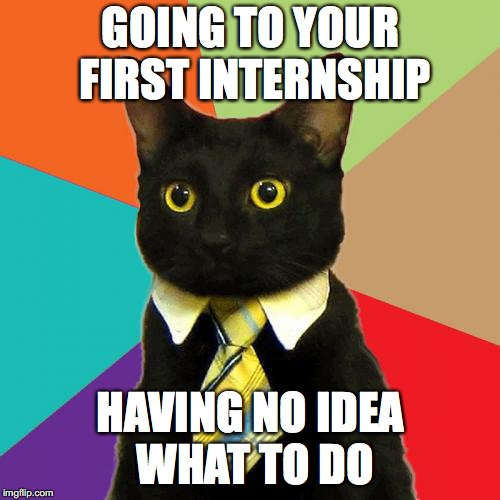 GOING TO YOUR
FIRST INTERNSHIP
HAVING NO IDEA
WHAT TO DO
imgflip.com